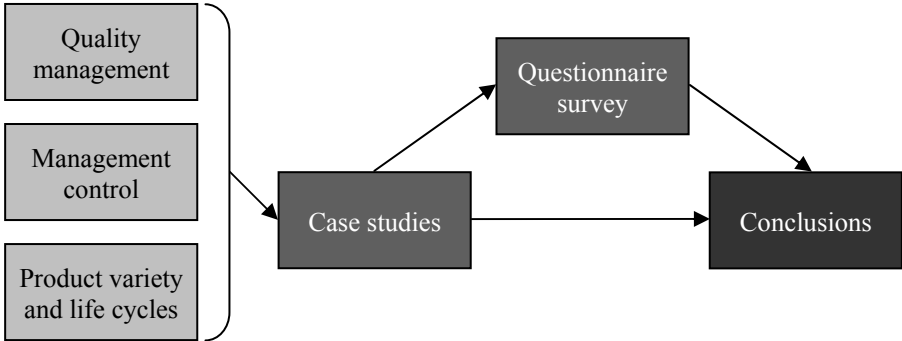 Quality
management
Management
control
Product variety
and life cycles
Case studies
Questionnaire
survey
Conclusions